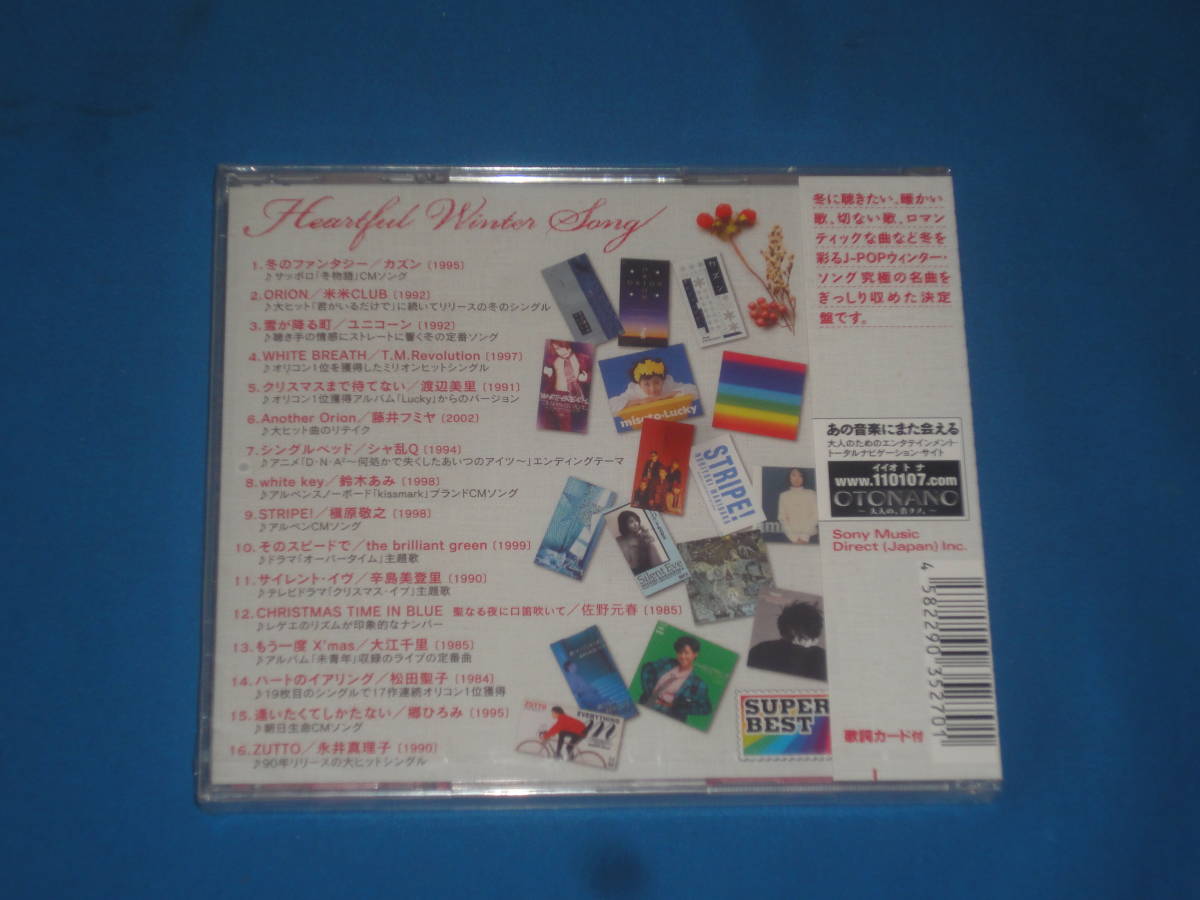 Heartful Winter Song
1. 冬のファンタジー／カズン (1995)
♪サッポロ「冬物語」CMソング
2. ORION／米米CLUB (1992)
♪大ヒット「君がいるだけで」に続いてリリースの冬のシングル
3. 雪が降る町／ユニコーン (1992)
♪聴き手の情感にストレートに響く冬の定番ソング
4. WHITE BREATH／T.M.Revolution (1997)
♪オリコン1位を獲得したミリオンヒットシングル
5. クリスマスまで待てない／渡辺美里 (1991)
♪オリコン1位獲得アルバム「Lucky」からのバージョン
6. Another Orion／藤井フミヤ (2002)
♪大ヒット曲のリテイク
7. シングルベッド／シャ乱Q (1994)
♪アニメ「D・N・A²〜何処かで失くしたあいつのアイツ〜」エンディングテーマ
8. white key／鈴木あみ (1998)
♪アルペンスノーボード「kissmark」ブランドCMソング
9. STRIPE!／槇原敬之 (1998)
♪アルペンCMソング
10. そのスピードで／the brilliant green (1999)
♪ドラマ「オーバータイム」主題歌
11. サイレント・イヴ／辛島美登里 (1990)
♪テレビドラマ「クリスマス・イブ」主題歌
12. CHRISTMAS TIME IN BLUE 聖なる夜に口笛吹いて／佐野元春 (1985)
♪レゲエのリズムが印象的なナンバー
13. もう一度 X'mas／大江千里 (1985)
♪アルバム「未青年」収録のライブの定番曲
14. ハートのイアリング／松田聖子 (1984)
♪19枚目のシングルで17作連続オリコン1位獲得
15. 逢いたくてしかたない／郷ひろみ (1995)
♪朝日生命CMソング
16. ZUTTO／永井真理子 (1990)
♪90年リリースの大ヒットシングル
ORION
カズン
misato・Lucky
STRIPE!
NORIYUKI MAKIHARA
ami
Silent Eve
ZUTTO
EVERYTHING
SUPER
BEST
冬に聴きたい、暖かい
歌、切ない歌、ロマン
ティックな曲など冬を
彩るJ-POPウィンター・
ソング究極の名曲を
ぎっしり収めた決定
盤です。
あの音楽にまた会える
大人のためのエンタテインメント・
トータルナビゲーション・サイト
イイオトナ
www.110107.com
OTONANO
〜大人の、音タノ。〜
Sony Music
Direct (Japan) Inc.
4582290352701
歌詞カード付